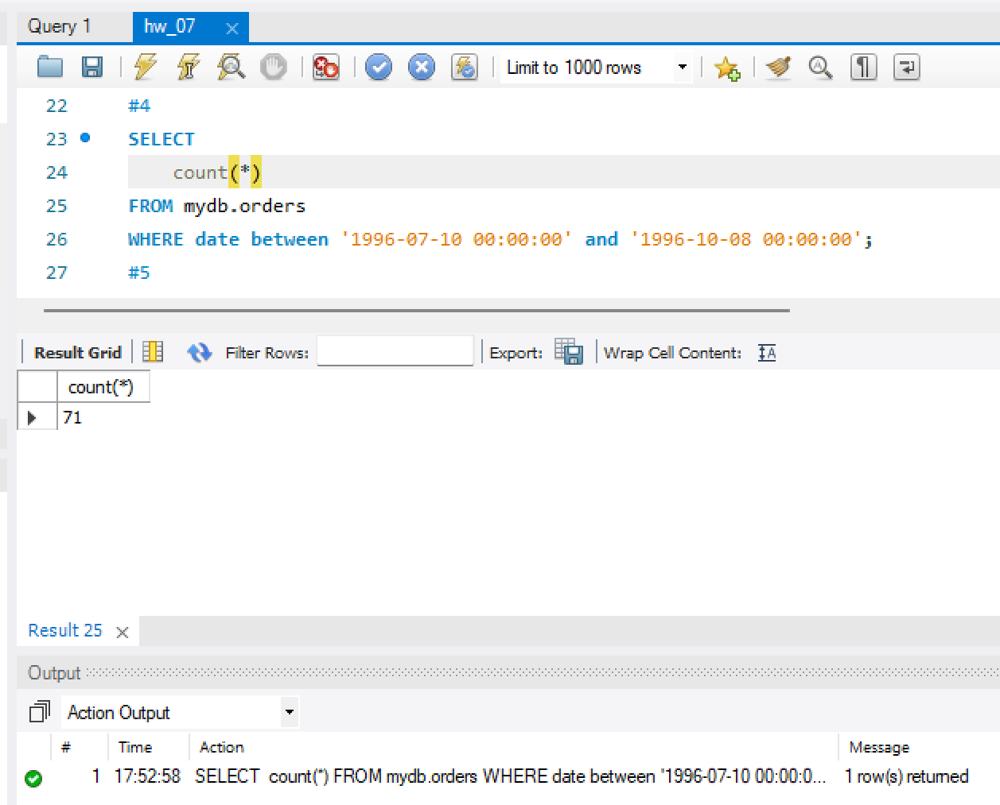 Query 1 hw_07
Limit to 1000 rows
22 #4
23 SELECT
24 count(*)
25 FROM mydb.orders
26 WHERE date between '1996-07-10 00:00:00' and '1996-10-08 00:00:00';
27 #5
Result Grid Filter Rows: Export: Wrap Cell Content:
count(*)
71
Result 25
Output
Action Output
# Time Action Message
1 17:52:58 SELECT count(*) FROM mydb.orders WHERE date between '1996-07-10 00:00:0... 1 row(s) returned